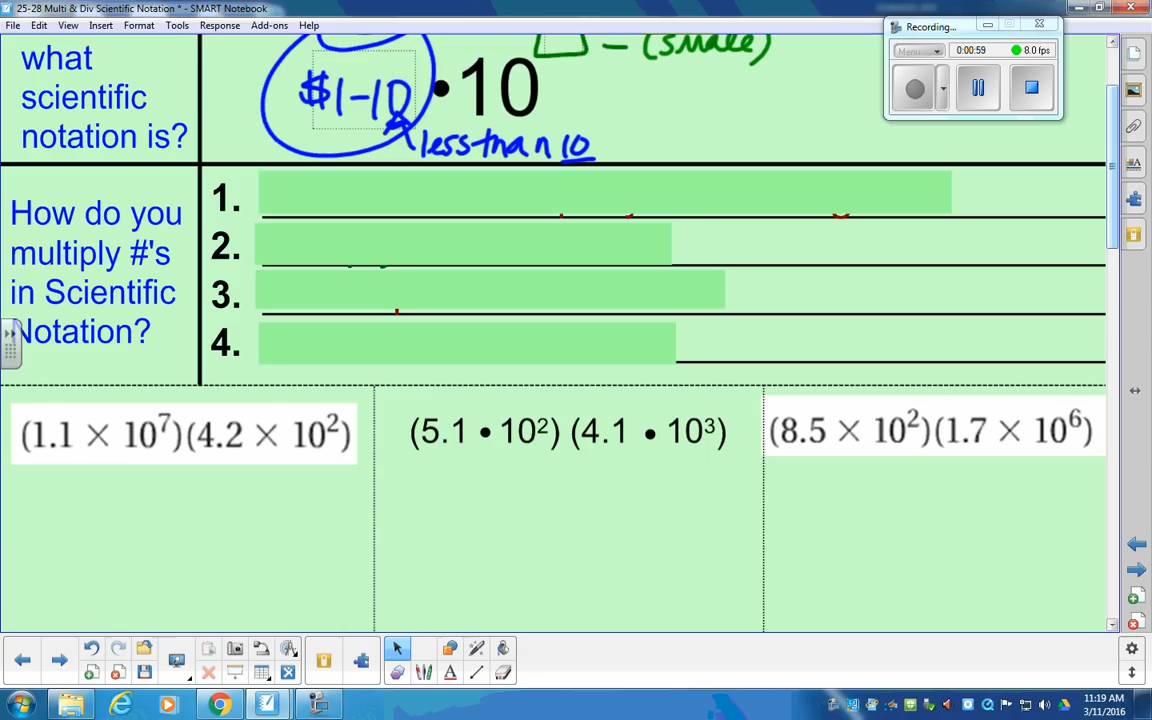 25-28 Multi & Div Scientific Notation * - SMART Notebook
File Edit View Insert Format Tools Response Add-ons Help
Recording...
Menu 0:00:59 8.0 fps
what
scientific
notation is?
$1-10 • 10
- (small)
less than 10
How do you
multiply #'s
in Scientific
Notation?
1.
2.
3.
4.
(1.1 × 10⁷)(4.2 × 10²)
(5.1 • 10²) (4.1 • 10³)
(8.5 × 10²)(1.7 × 10⁶)
11:19 AM
3/11/2016